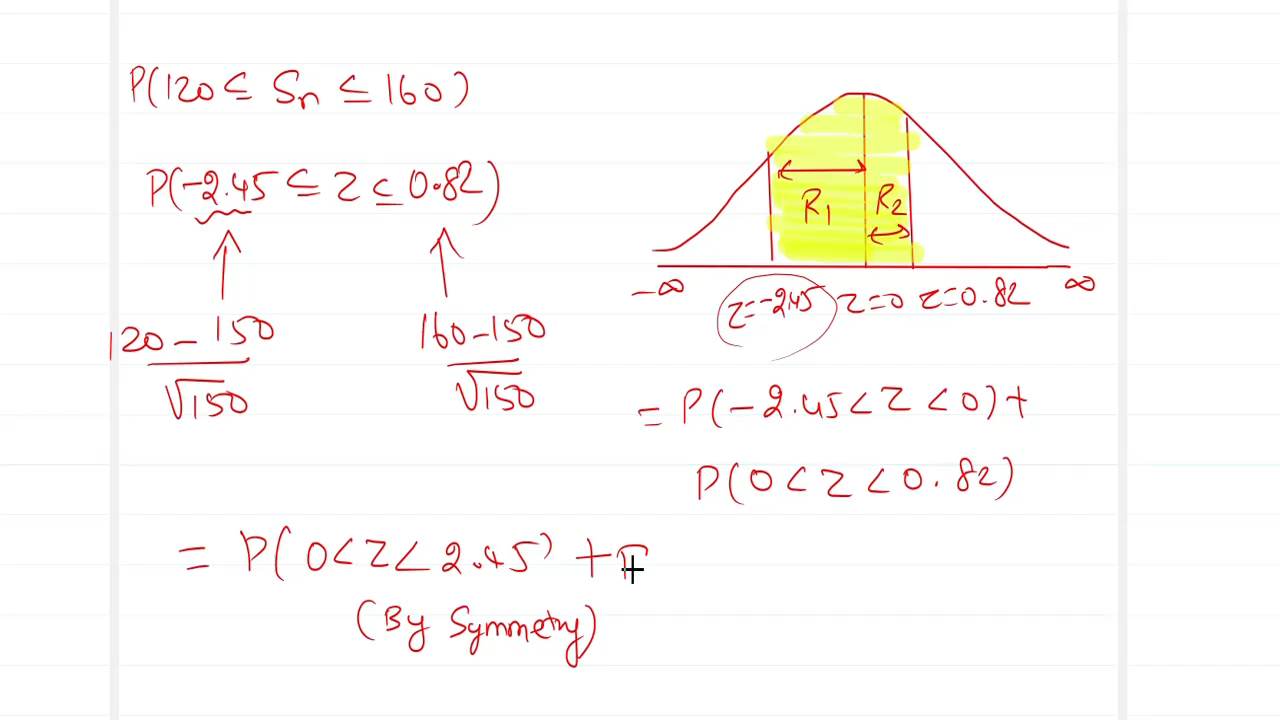 P(120 ≤ Sn ≤ 160)
P(-2.45 ≤ Z ≤ 0.82)
120 - 150
√150
160 - 150
√150
R1
R2
-∞
Z=-2.45
Z=0
Z=0.82
∞
= P(-2.45 < Z < 0) +
P(0 < Z < 0.82)
= P(0 < Z < 2.45) +
(By Symmetry)